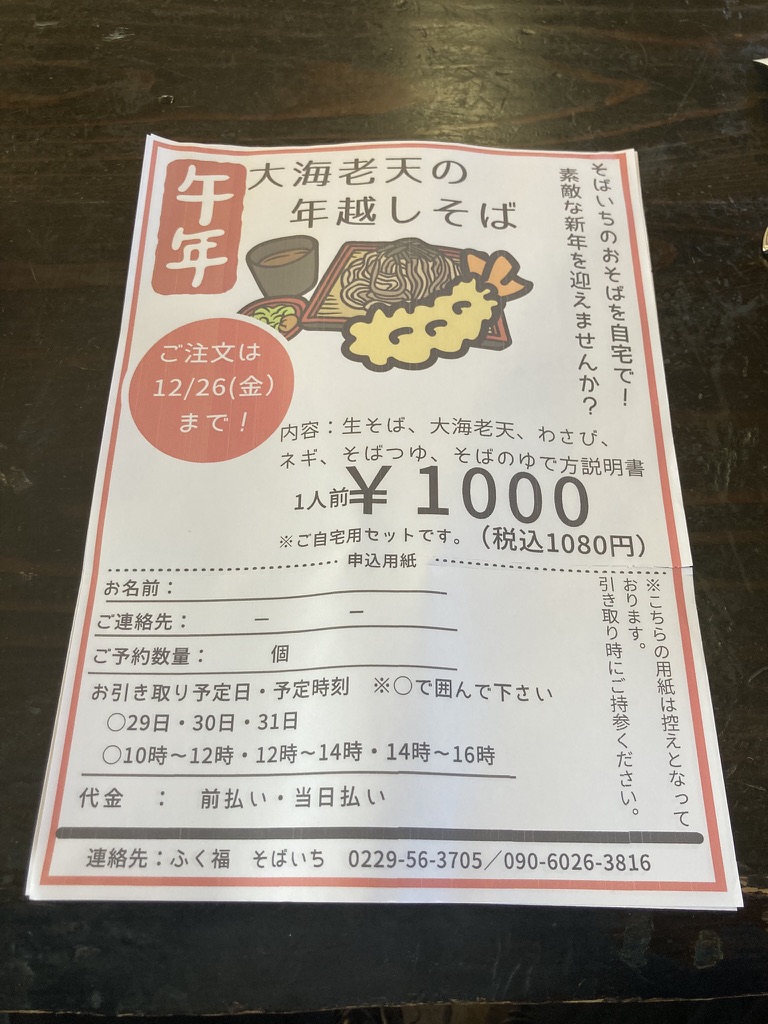 午年
大海老天の
年越しそば
そばいちのおそばを自宅で！
素敵な新年を迎えませんか？
ご注文は
12/26(金)
まで！
内容：生そば、大海老天、わさび、
ネギ、そばつゆ、そばのゆで方説明書
1人前￥1000
※ご自宅用セットです。（税込1080円）
申込用紙
お名前：
ご連絡先：　　－　　　－
ご予約数量：　　　個
お引き取り予定日・予定時刻　※○で囲んで下さい
○29日・30日・31日
○10時～12時・12時～14時・14時～16時
代金　：　前払い・当日払い
※こちらの用紙は控えとなって
おります。
引き取り時にご持参ください。
連絡先：ふく福　そばいち　0229-56-3705／090-6026-3816